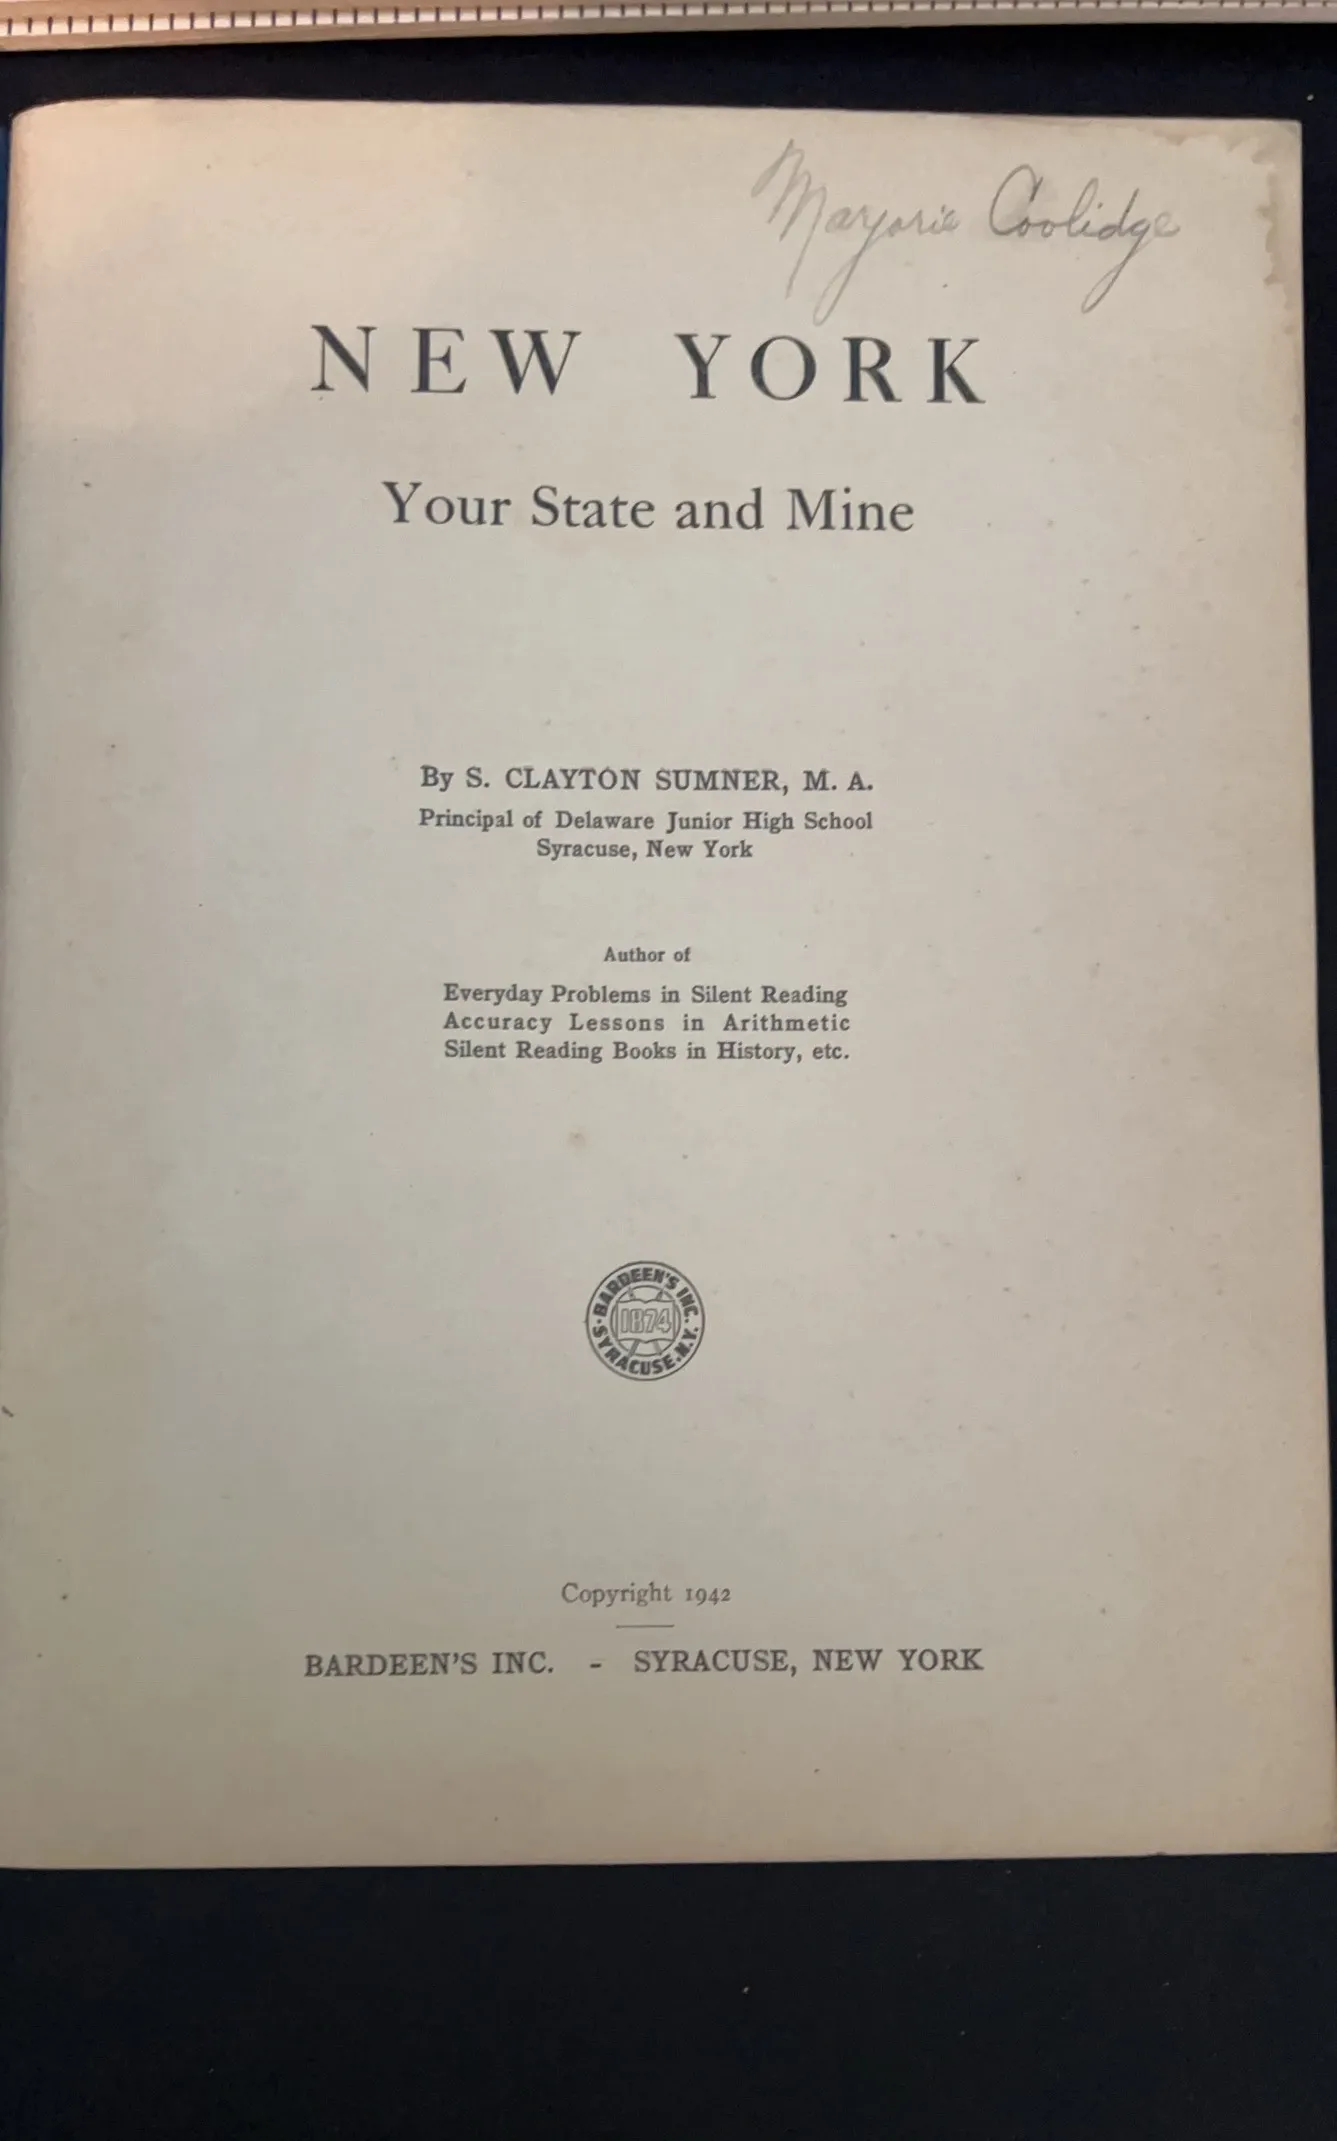 Marjorie Coolidge
NEW YORK
Your State and Mine
By S. CLAYTON SUMNER, M. A.
Principal of Delaware Junior High School
Syracuse, New York
Author of
Everyday Problems in Silent Reading
Accuracy Lessons in Arithmetic
Silent Reading Books in History, etc.
BARDEEN'S INC.
1874
SYRACUSE. N.Y.
Copyright 1942
BARDEEN'S INC. - SYRACUSE, NEW YORK